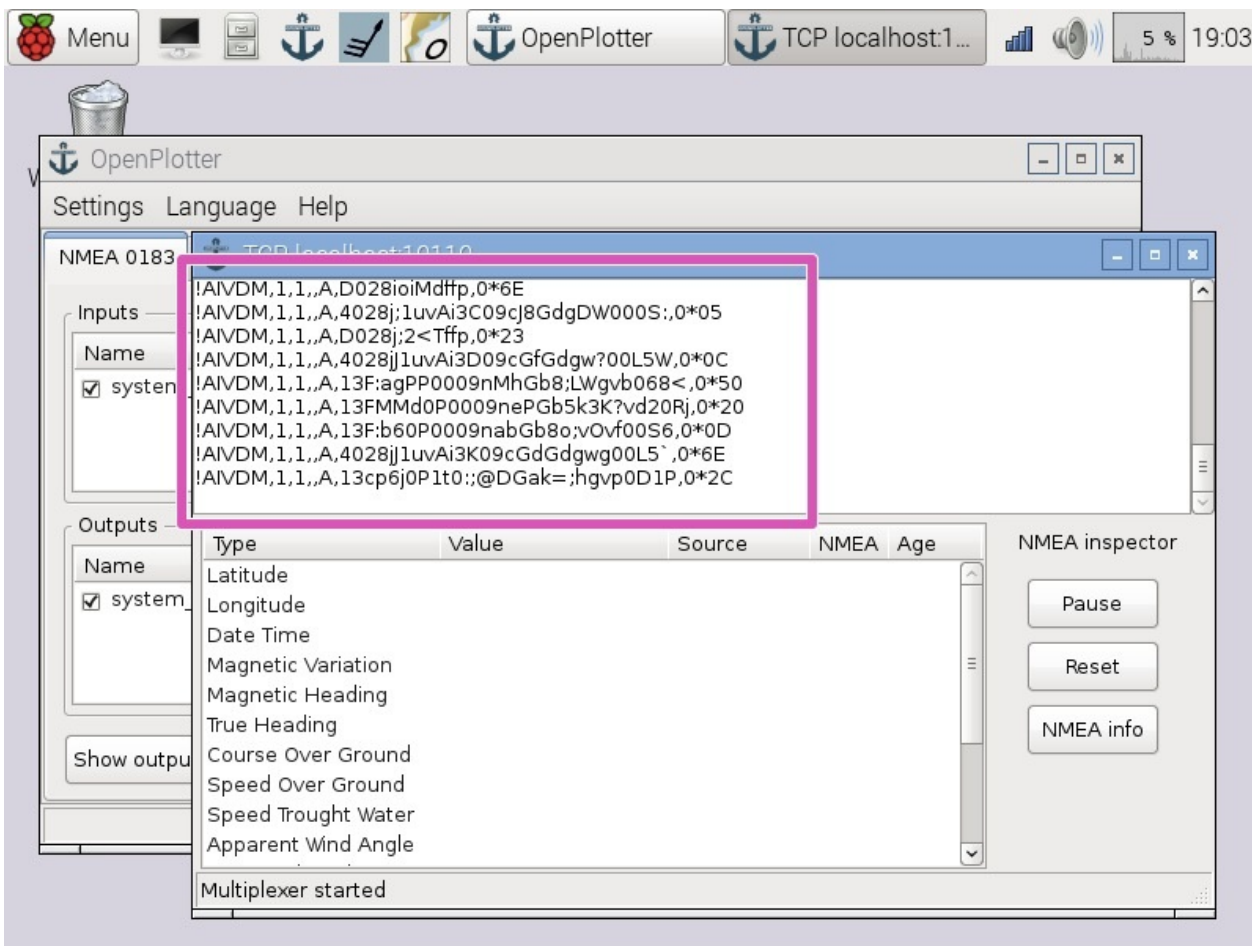 Menu
OpenPlotter
TCP localhost:1...
5 %
19:03
OpenPlotter
Settings Language Help
NMEA 0183
TCP localhost:10110
Inputs
Name
system_
!AIVDM,1,1,,A,D028ioiMdffp,0*6E
!AIVDM,1,1,,A,4028j;1uvAi3C09cJ8GdgDW000S:,0*05
!AIVDM,1,1,,A,D028j;2<Tffp,0*23
!AIVDM,1,1,,A,4028jJ1uvAi3D09cGfGdgw?00L5W,0*0C
!AIVDM,1,1,,A,13F:agPP0009nMhGb8;LWgvb068<,0*50
!AIVDM,1,1,,A,13FMMd0P0009nePGb5k3K?vd20Rj,0*20
!AIVDM,1,1,,A,13F:b60P0009nabGb8o;vOvf00S6,0*0D
!AIVDM,1,1,,A,4028jJ1uvAi3K09cGdGdgwg00L5`,0*6E
!AIVDM,1,1,,A,13cp6j0P1t0:;@DGak=;hgvp0D1P,0*2C
Outputs
Name
system_
Show outpu
Type Value Source NMEA Age
Latitude
Longitude
Date Time
Magnetic Variation
Magnetic Heading
True Heading
Course Over Ground
Speed Over Ground
Speed Trought Water
Apparent Wind Angle
NMEA inspector
Pause
Reset
NMEA info
Multiplexer started